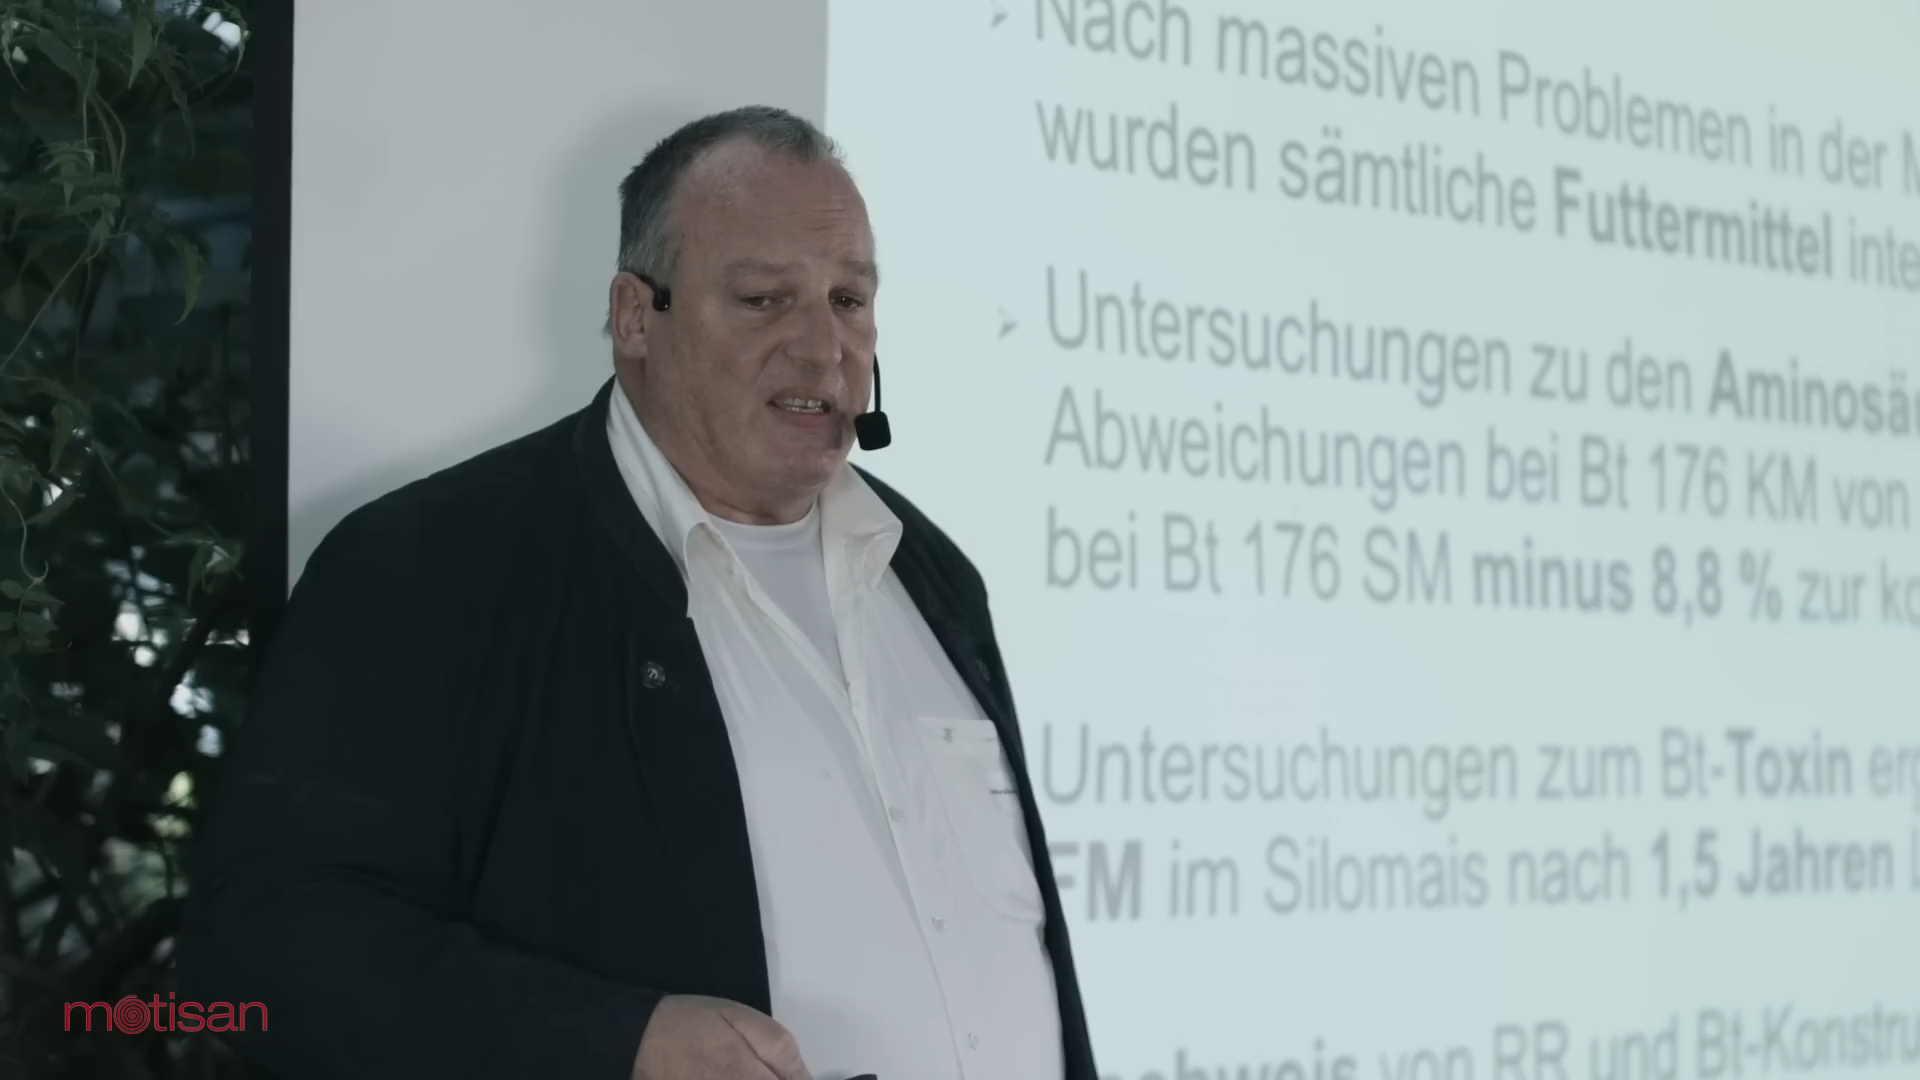 Nach massiven Problemen in der
wurden sämtliche Futtermittel
Untersuchungen zu den
Abweichungen bei Bt 176 KM von
bei Bt 176 SM minus 8,8 % zur
Untersuchungen zum Bt-Toxin
FM im Silomais nach 1,5 Jahren
von RR und Bt-
motisan